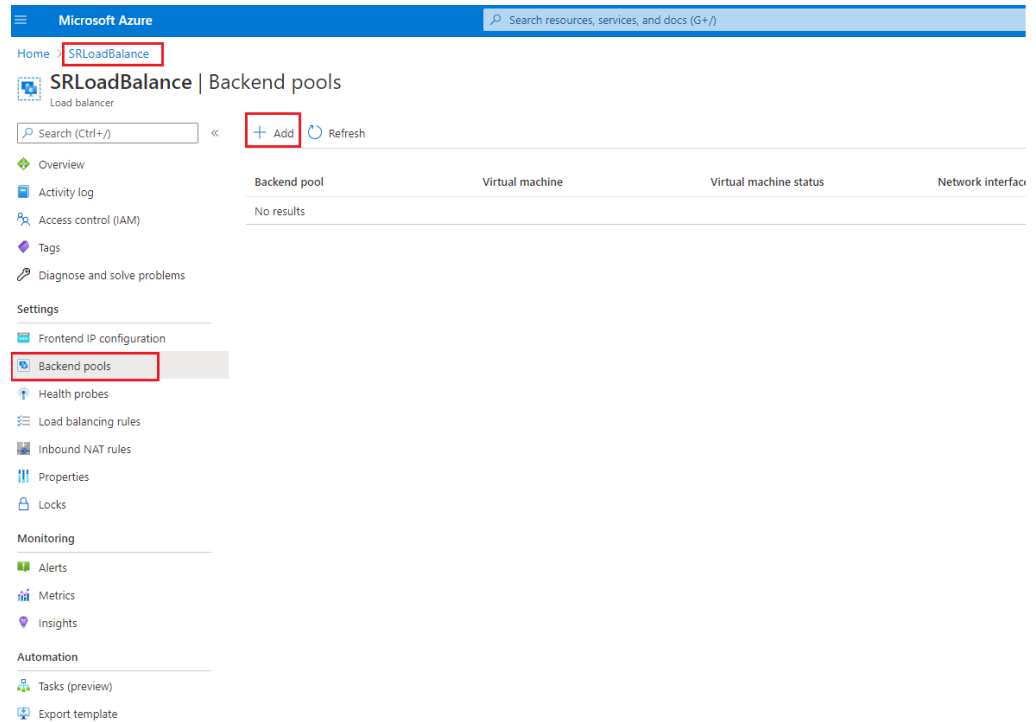 Microsoft Azure
Search resources, services, and docs (G+/)
Home > SRLoadBalance
SRLoadBalance | Backend pools
Load balancer
Search (Ctrl+/)
«
+ Add
Refresh
Overview
Activity log
Access control (IAM)
Tags
Diagnose and solve problems
Settings
Frontend IP configuration
Backend pools
Health probes
Load balancing rules
Inbound NAT rules
Properties
Locks
Monitoring
Alerts
Metrics
Insights
Automation
Tasks (preview)
Export template
Backend pool Virtual machine Virtual machine status Network interface
No results